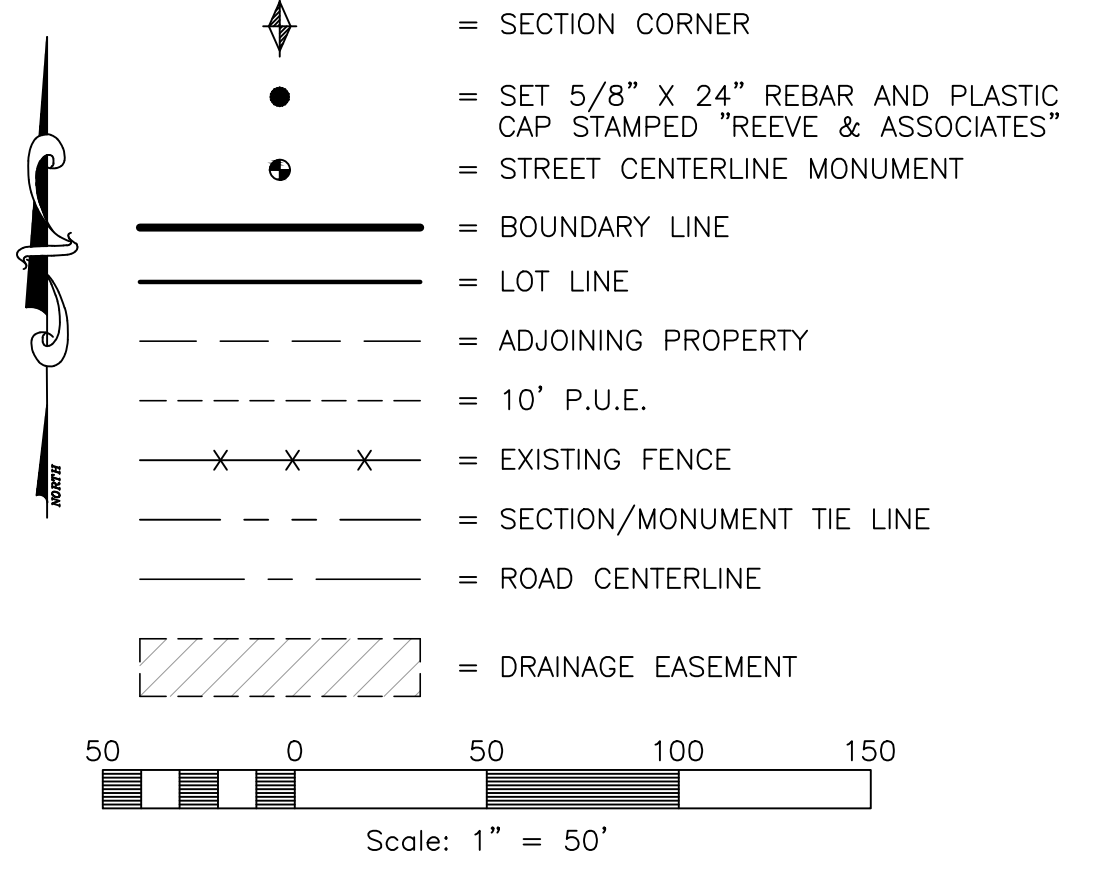 = SECTION CORNER
= SET 5/8” X 24” REBAR AND PLASTIC
CAP STAMPED ”REEVE & ASSOCIATES”
= STREET CENTERLINE MONUMENT
= BOUNDARY LINE
= LOT LINE
= ADJOINING PROPERTY
= 10’ P.U.E.
= EXISTING FENCE
= SECTION/MONUMENT TIE LINE
= ROAD CENTERLINE
= DRAINAGE EASEMENT
NORTH
50 0 50 100 150
Scale: 1” = 50’